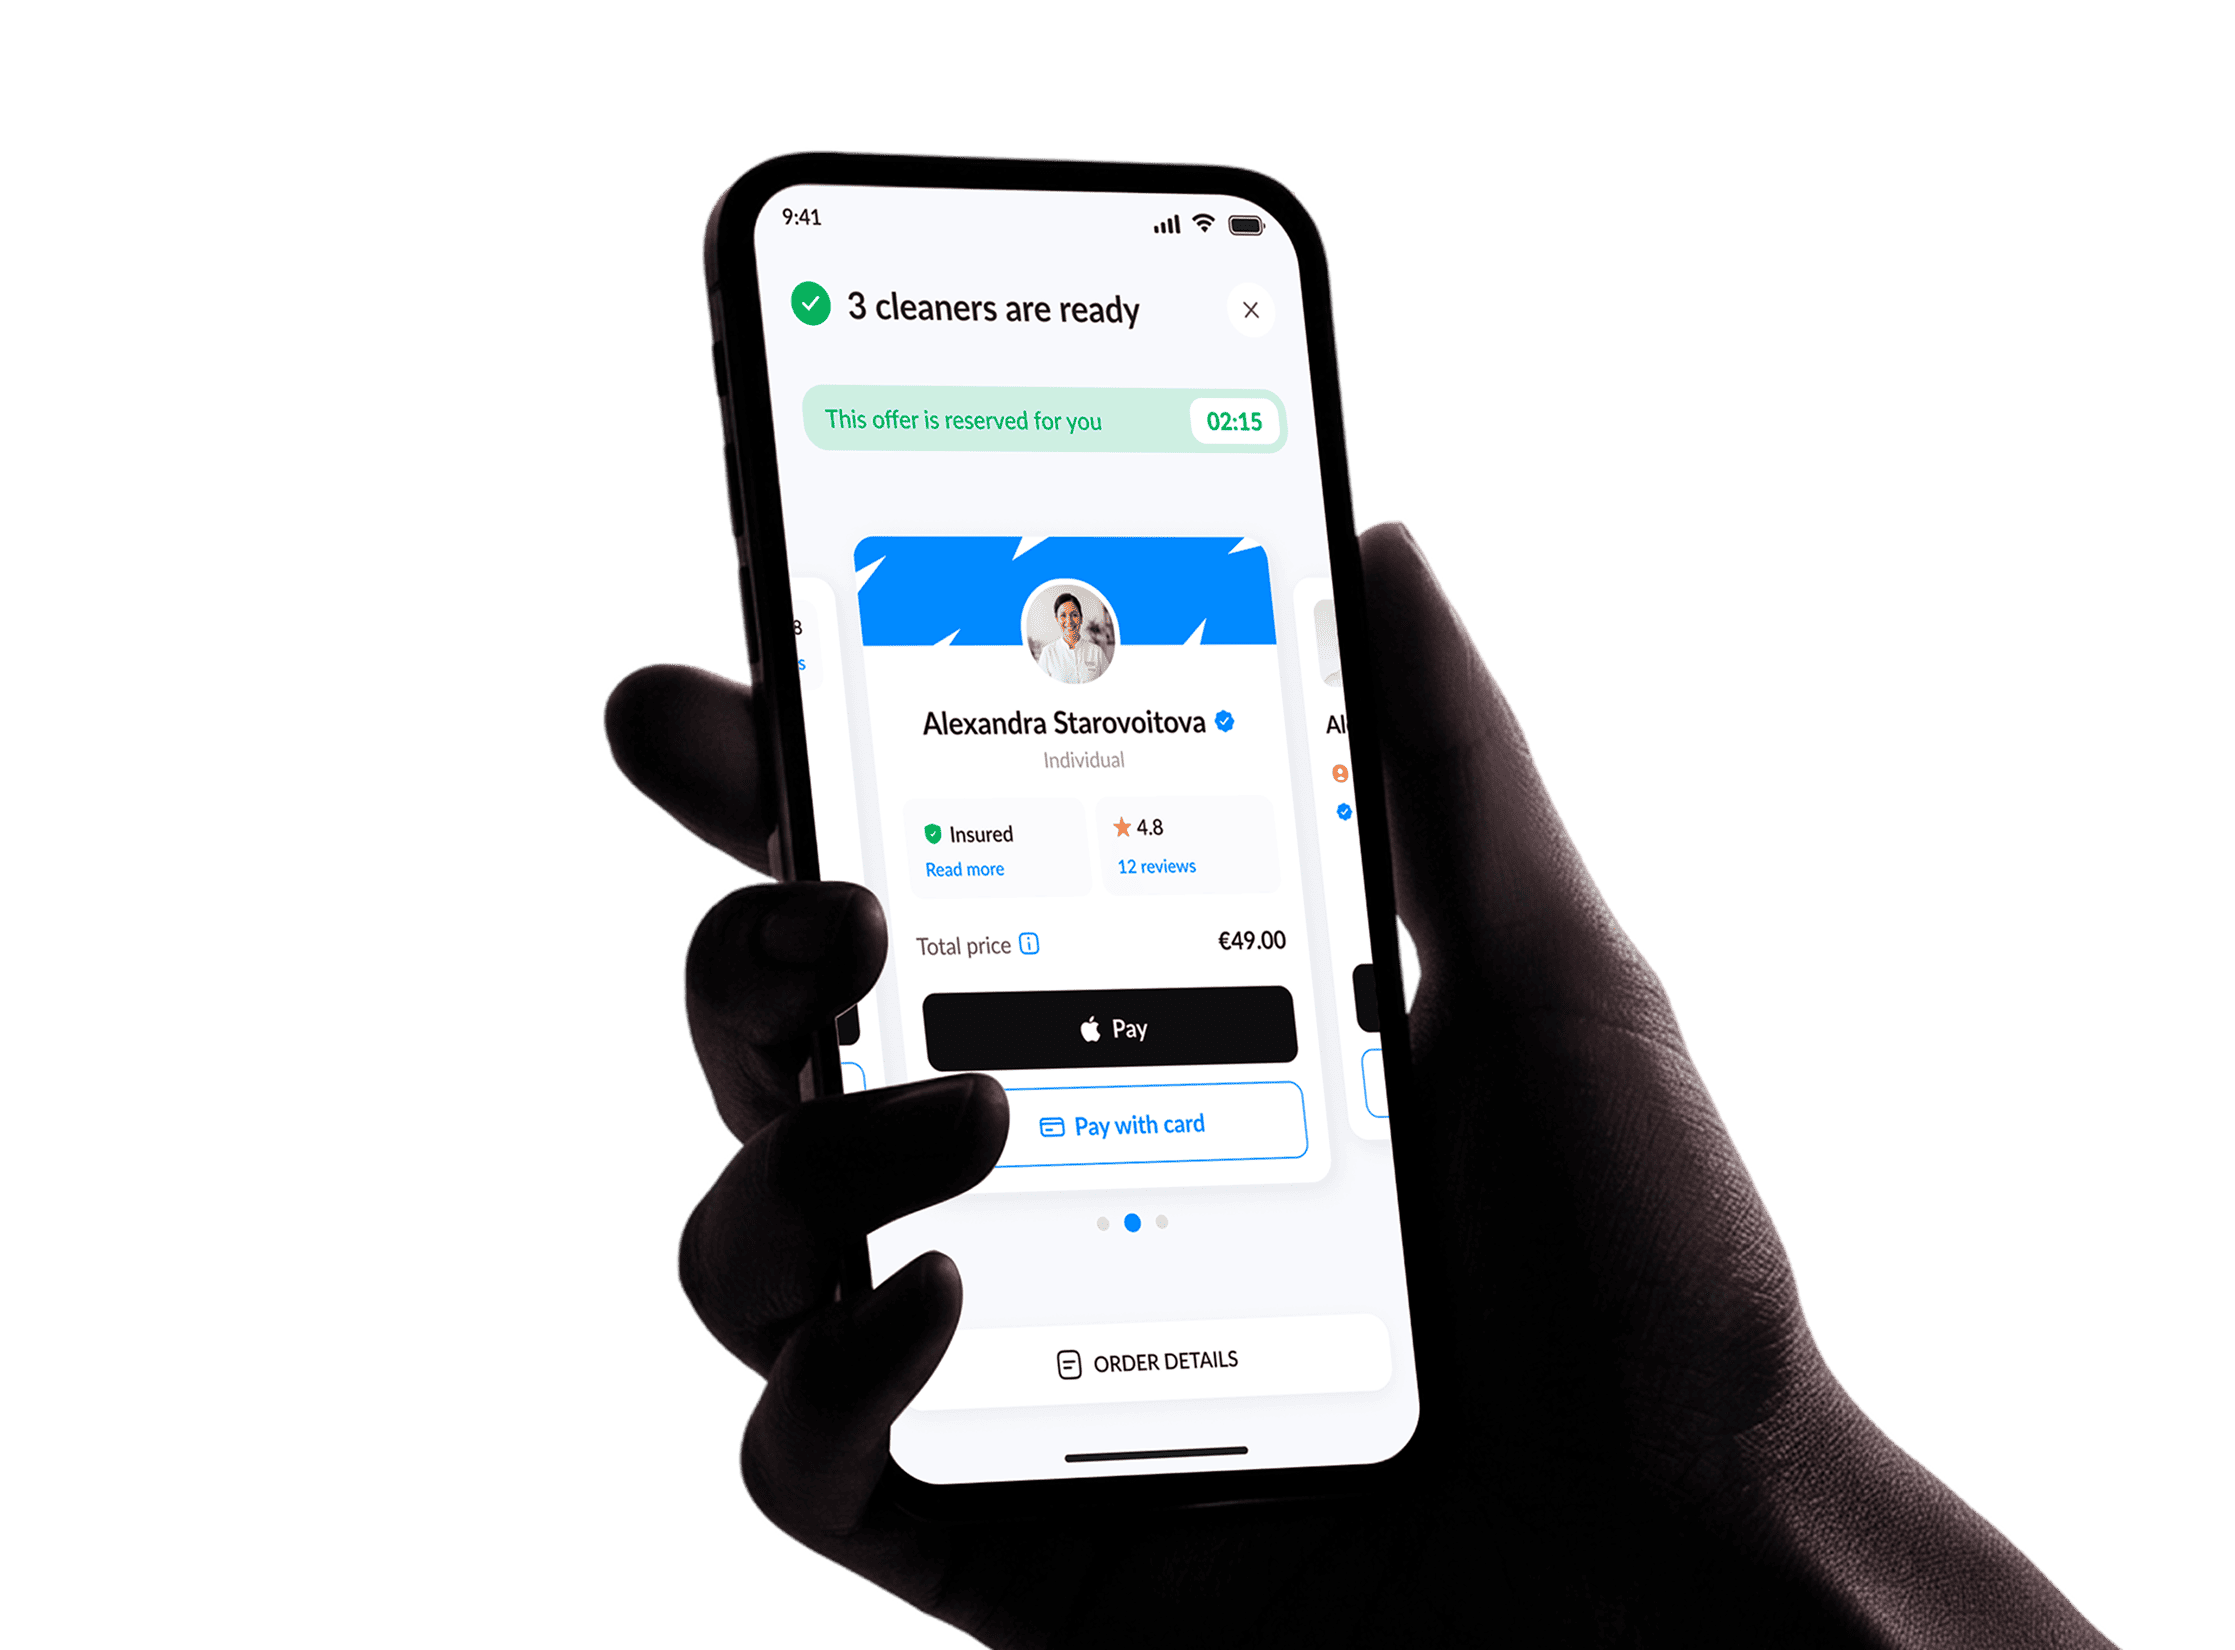 9:41
3 cleaners are ready
This offer is reserved for you
02:15
8
s
Alexandra Starovoitova
Individual
Insured
Read more
4.8
12 reviews
Total price
€49.00
Pay
Pay with card
ORDER DETAILS